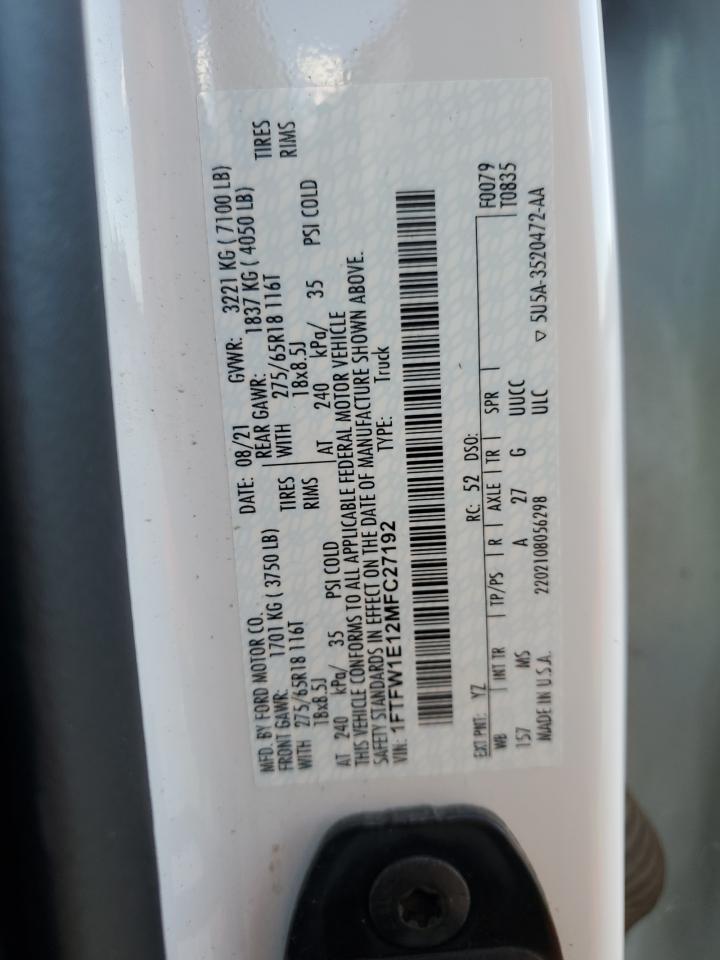 MFD. BY FORD MOTOR CO.
DATE: 08/21 GVWR: 3221 KG ( 7100 LB)
FRONT GAWR: 1701 KG ( 3750 LB)
REAR GAWR: 1837 KG ( 4050 LB)
WITH 275/65R18 116T TIRES
WITH 275/65R18 116T TIRES
18x8.5J RIMS
18x8.5J RIMS
AT 240 kPa/ 35 PSI COLD
AT 240 kPa/ 35 PSI COLD
THIS VEHICLE CONFORMS TO ALL APPLICABLE FEDERAL MOTOR VEHICLE
SAFETY STANDARDS IN EFFECT ON THE DATE OF MANUFACTURE SHOWN ABOVE.
VIN: 1FTFW1E12MFC27192
TYPE: Truck
EXT PNT: YZ RC: 52 DSO: F0079
WB INT TR TP/PS R AXLE TR SPR T0835
157 MS A 27 G UUCC
MADE IN U.S.A. 2202108056298 ULC
▽ 5U5A-3520472-AA